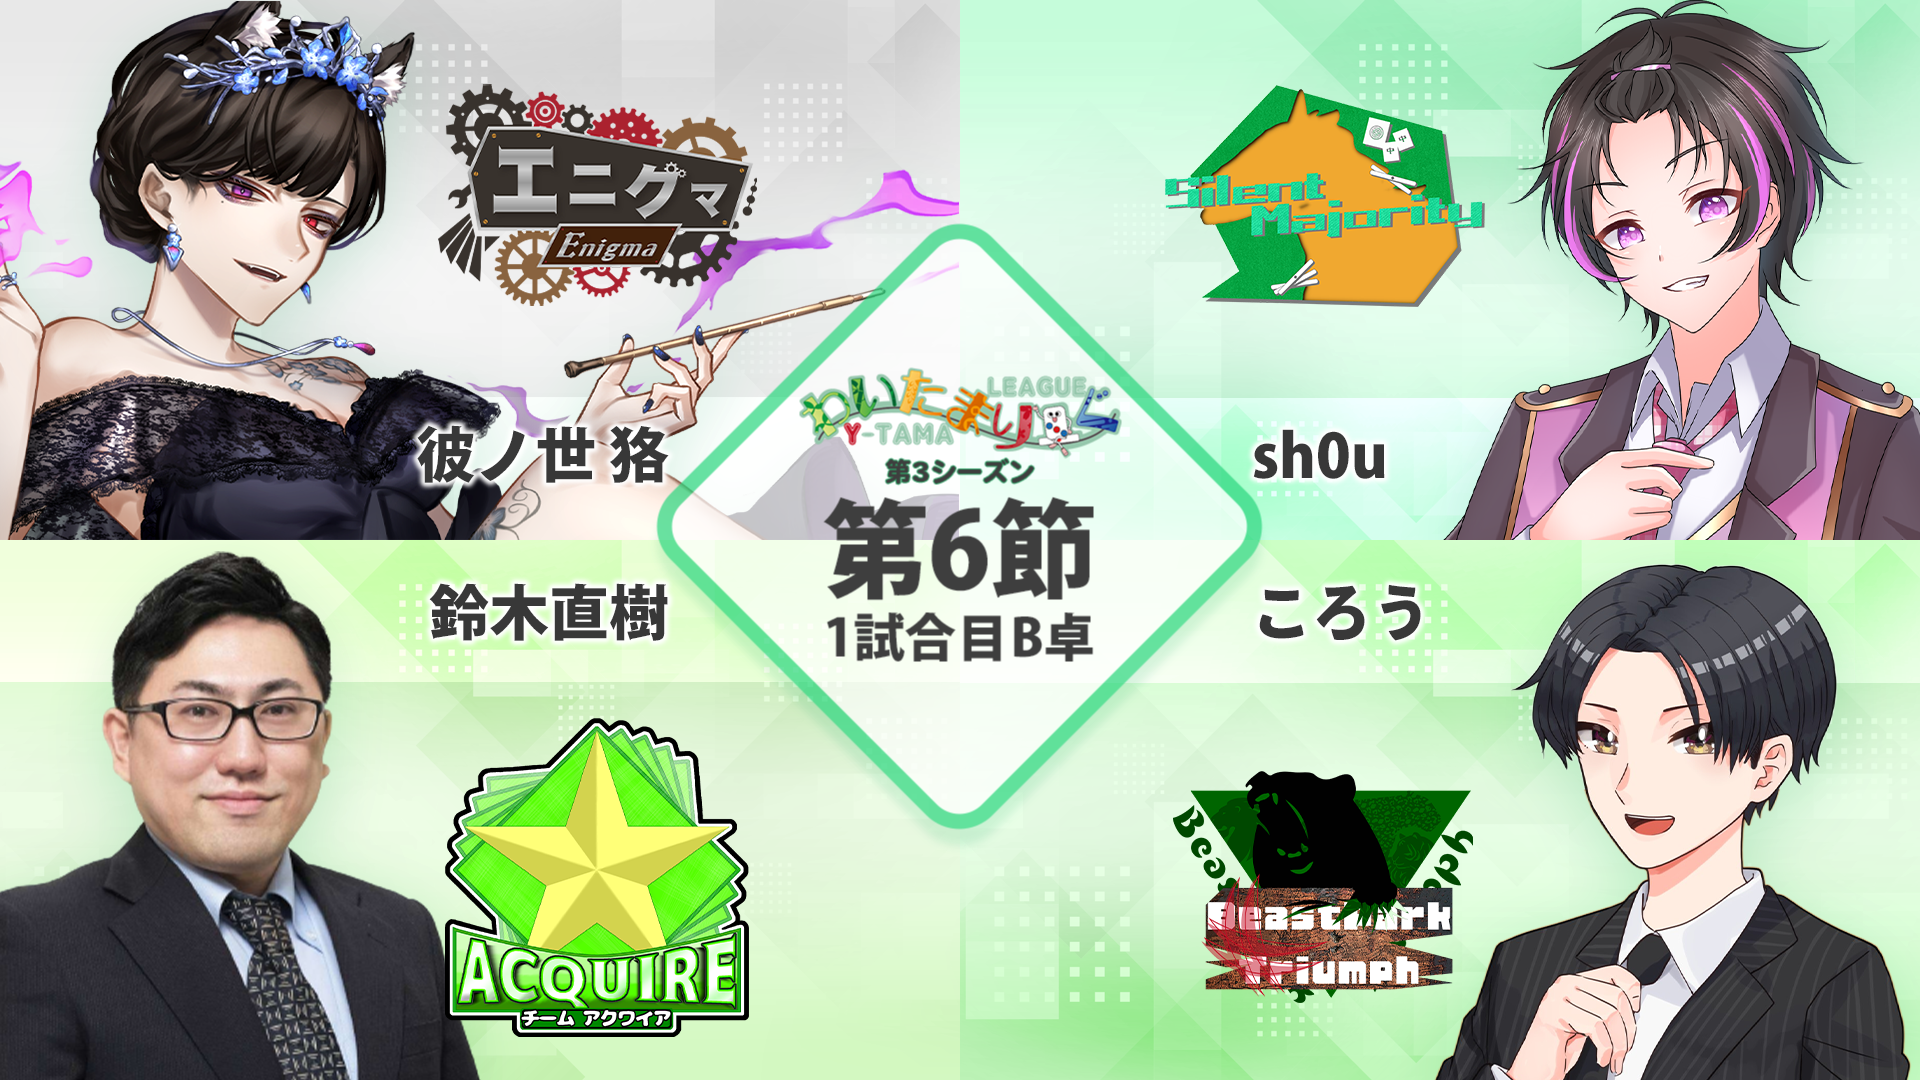 エニグマ
Enigma
彼ノ世 狢
Silent
Majority
sh0u
わいたまりーぐ
LEAGUE
Y-TAMA
第3シーズン
第6節
1試合目B卓
鈴木直樹
ACQUIRE
チーム アクワイア
ころう
Triumph